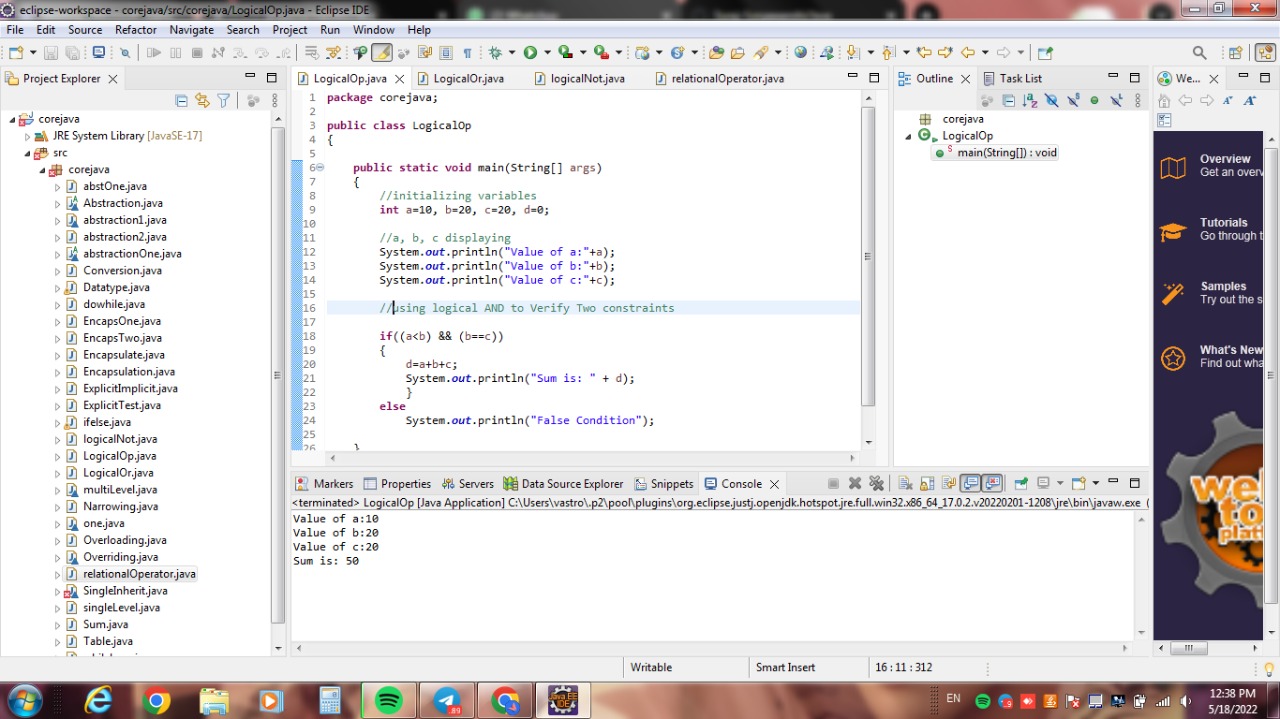 eclipse-workspace - corejava/src/corejava/LogicalOp.java - Eclipse IDE
File Edit Source Refactor Navigate Search Project Run Window Help
Project Explorer
corejava
JRE System Library [JavaSE-17]
src
corejava
abstOne.java
Abstraction.java
abstraction1.java
abstraction2.java
abstractionOne.java
Conversion.java
Datatype.java
dowhile.java
EncapsOne.java
EncapsTwo.java
Encapsulate.java
Encapsulation.java
ExplicitImplicit.java
ExplicitTest.java
ifelse.java
logicalNot.java
LogicalOp.java
LogicalOr.java
multiLevel.java
Narrowing.java
one.java
Overloading.java
Overriding.java
relationalOperator.java
SingleInherit.java
singleLevel.java
Sum.java
Table.java
LogicalOp.java LogicalOr.java logicalNot.java relationalOperator.java
1 package corejava;
2
3 public class LogicalOp
4 {
5
6 public static void main(String[] args)
7 {
8 //initializing variables
9 int a=10, b=20, c=20, d=0;
10
11 //a, b, c displaying
12 System.out.println("Value of a:"+a);
13 System.out.println("Value of b:"+b);
14 System.out.println("Value of c:"+c);
15
16 //using logical AND to Verify Two constraints
17
18 if((a<b) && (b==c))
19 {
20 d=a+b+c;
21 System.out.println("Sum is: " + d);
22 }
23 else
24 System.out.println("False Condition");
25
26 }
Outline Task List
corejava
LogicalOp
main(String[]) : void
We...
Overview
Get an overv
Tutorials
Go through t
Samples
Try out the s
What's New
Find out wha
Markers Properties Servers Data Source Explorer Snippets Console
<terminated> LogicalOp [Java Application] C:\Users\vastro\.p2\pool\plugins\org.eclipse.justj.openjdk.hotspot.jre.full.win32.x86_64_17.0.2.v20220201-1208\jre\bin\javaw.exe (
Value of a:10
Value of b:20
Value of c:20
Sum is: 50
Writable Smart Insert 16 : 11 : 312
EN
12:38 PM
5/18/2022